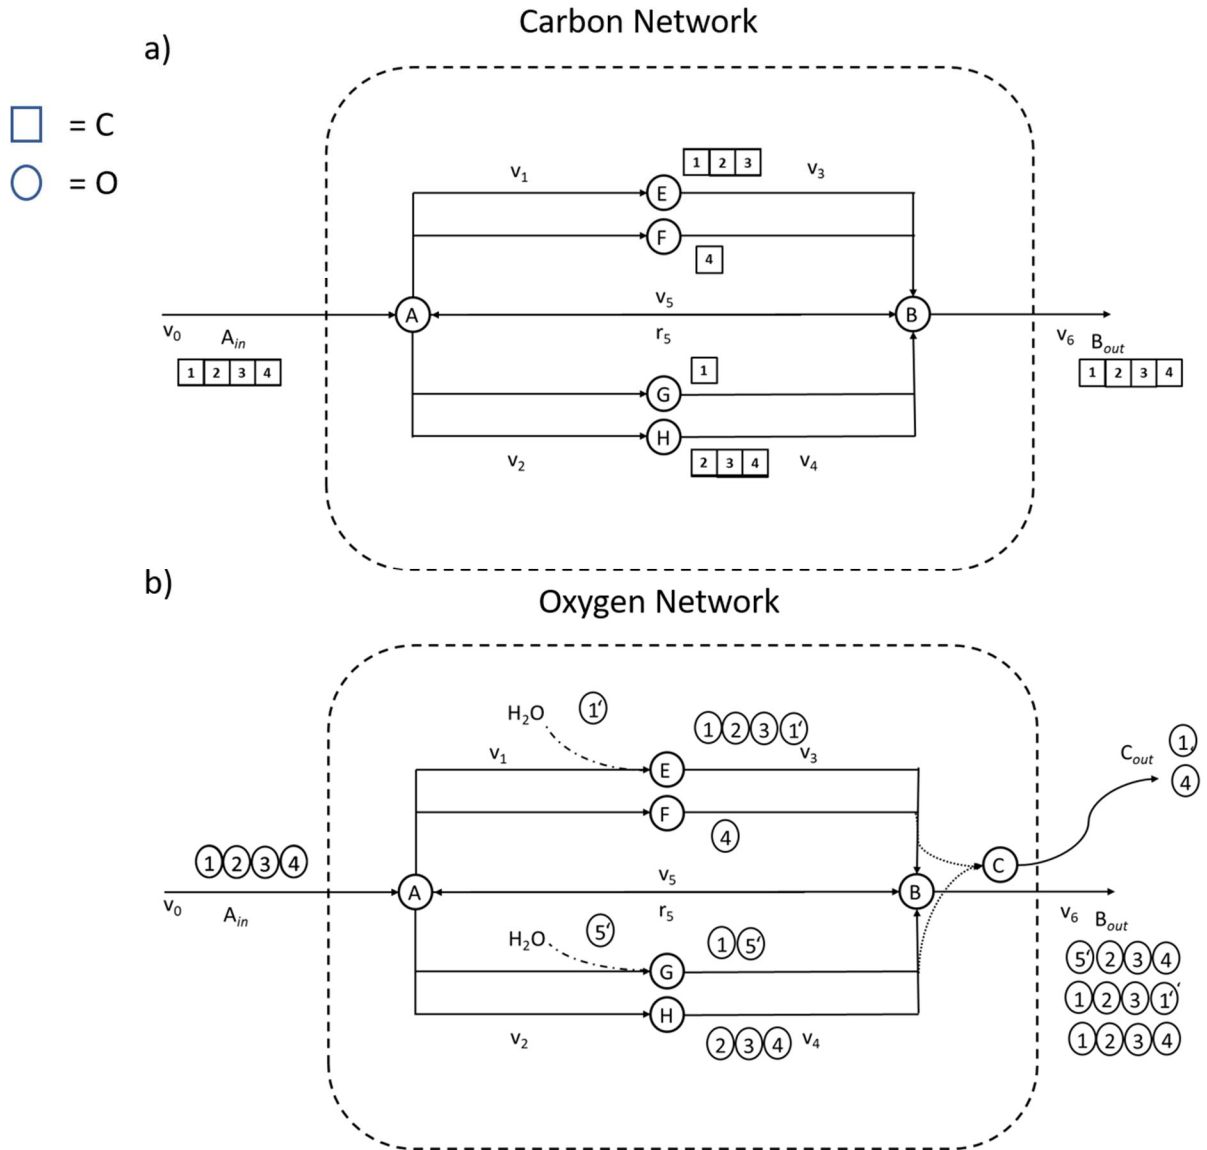 Carbon Network
a)
= C
= O
v1
1 2 3
v3
E
F
4
v5
A
B
r5
v0
Ain
1 2 3 4
v6
Bout
1 2 3 4
1
G
H
v2
2 3 4
v4
b)
Oxygen Network
H2O
1'
1 2 3 1'
v1
v3
E
F
4
Cout
1
4
C
1 2 3 4
v5
A
B
r5
v0
Ain
v6
Bout
H2O
5'
1 5'
G
H
v2
2 3 4
v4
5' 2 3 4
1 2 3 1'
1 2 3 4